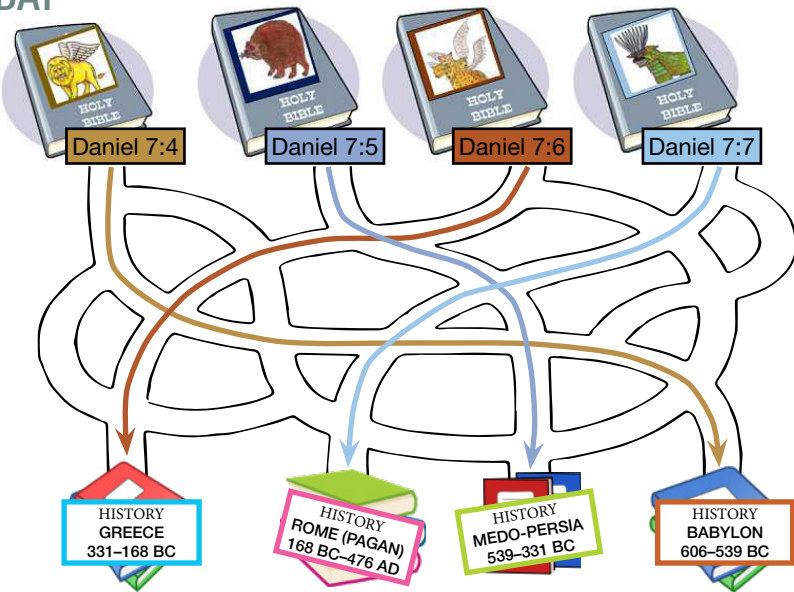 HOLY
BIBLE
HOLY
BIBLE
HOLY
BIBLE
HOLY
BIBLE
Daniel 7:4
Daniel 7:5
Daniel 7:6
Daniel 7:7
HISTORY
GREECE
331–168 BC
HISTORY
ROME (PAGAN)
168 BC–476 AD
HISTORY
MEDO-PERSIA
539–331 BC
HISTORY
BABYLON
606–539 BC